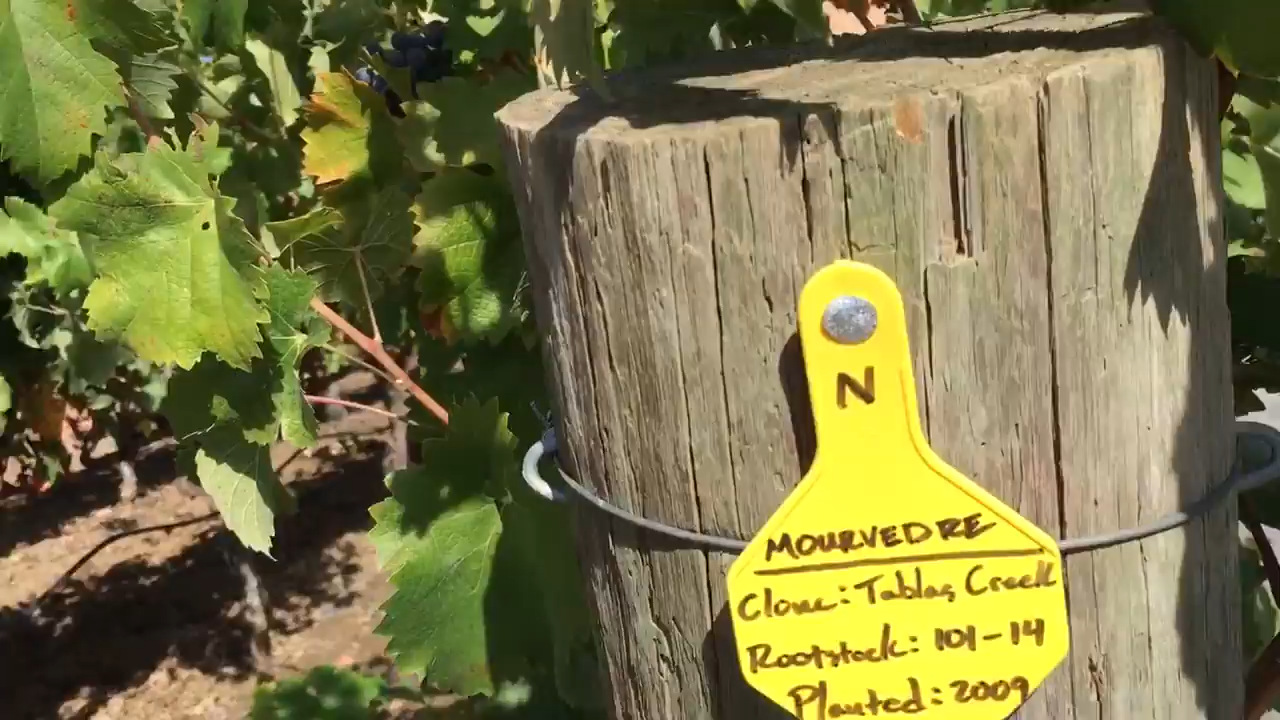 N
MOURVEDRE
Clone: Tablas Creek
Rootstock: 101-14
Planted: 2009